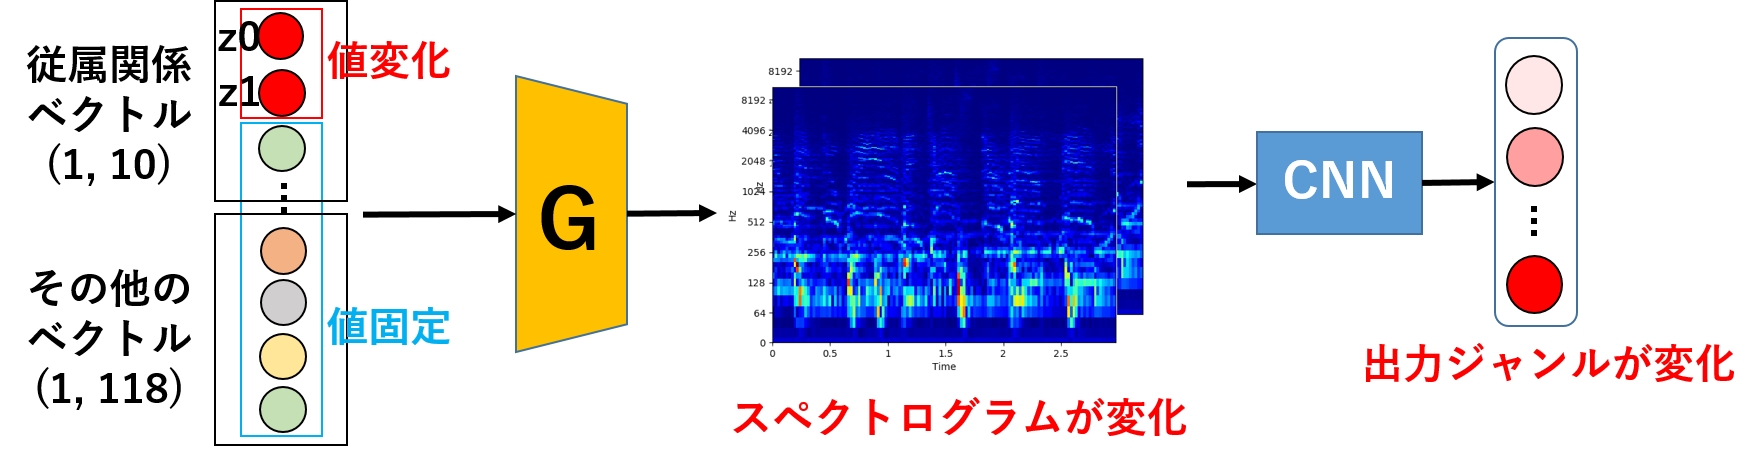 従属関係
ベクトル
(1, 10)
z0
z1
値変化
その他の
ベクトル
(1, 118)
値固定
G
8192
8192
4096
2048
1024
512
256
128
64
0
Hz
Hz
0
0.5
1
1.5
2
2.5
Time
スペクトログラムが変化
CNN
出力ジャンルが変化